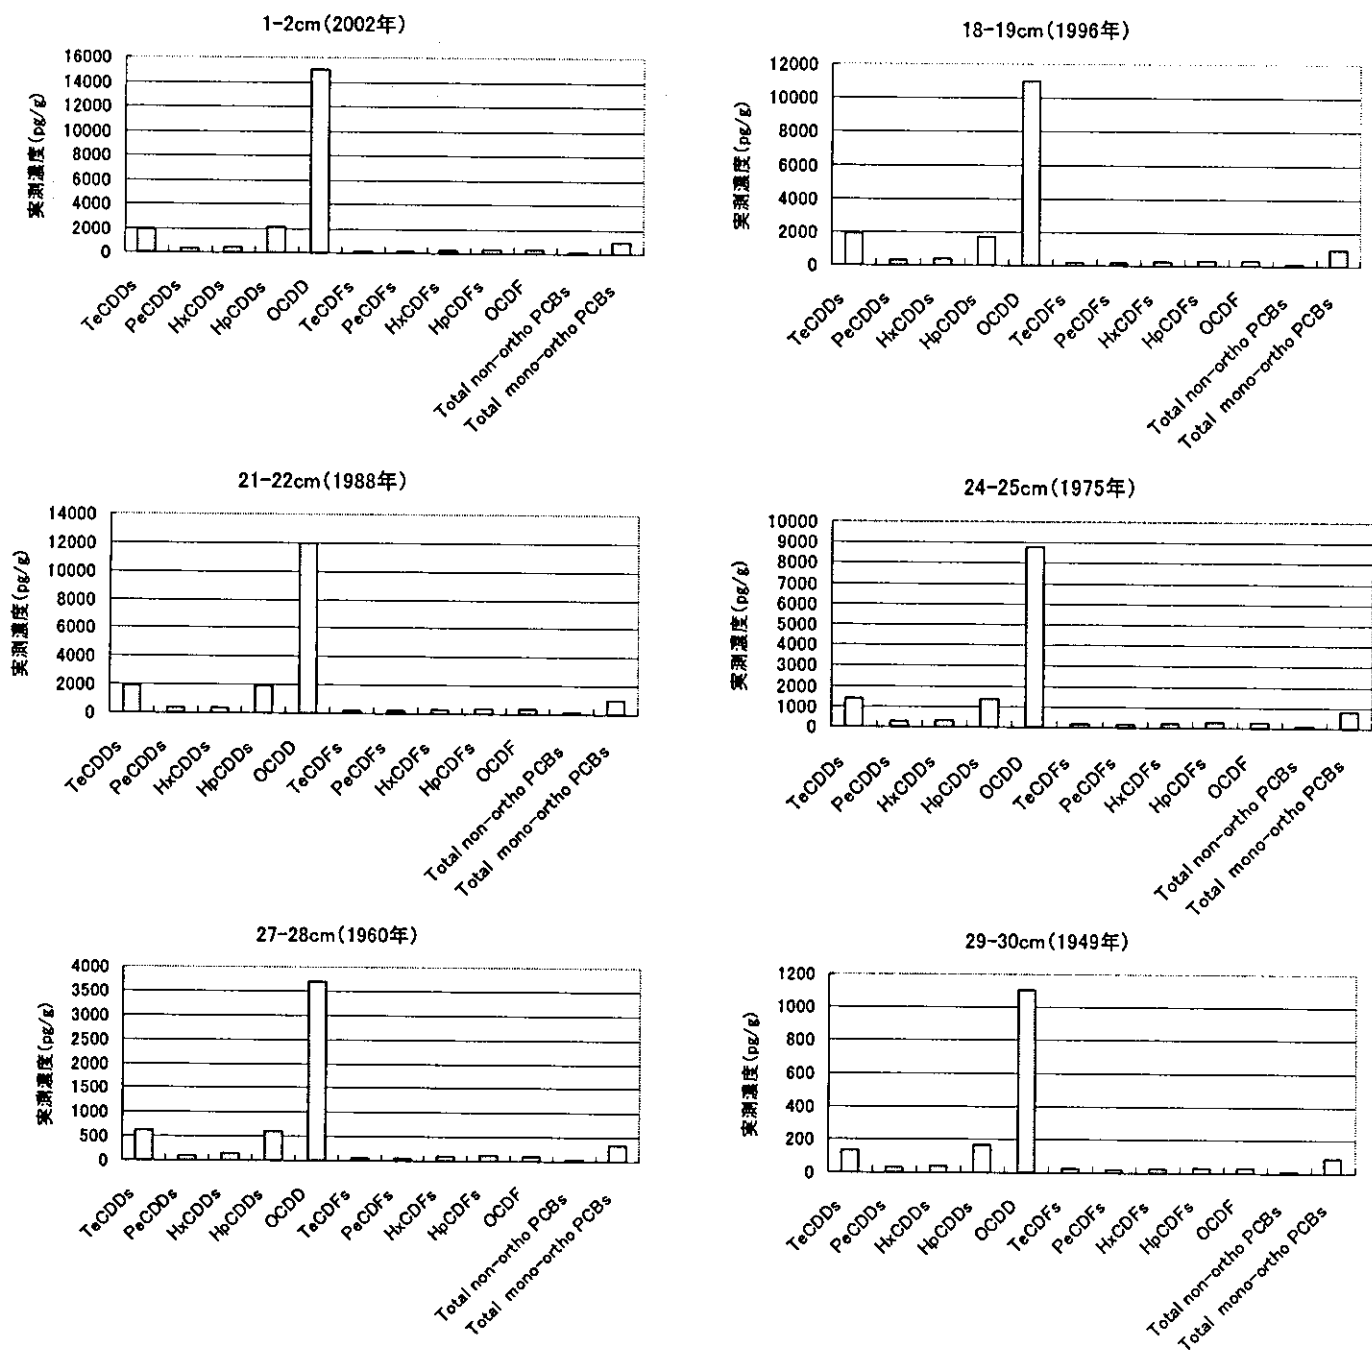 1-2cm(2002年)
実測濃度(pg/g)
16000
14000
12000
10000
8000
6000
4000
2000
0
TeCDDs
PeCDDs
HxCDDs
HpCDDs
OCDD
TeCDFs
PeCDFs
HxCDFs
HpCDFs
OCDF
Total non-ortho PCBs
Total mono-ortho PCBs
18-19cm(1996年)
実測濃度(pg/g)
12000
10000
8000
6000
4000
2000
0
TeCDDs
PeCDDs
HxCDDs
HpCDDs
OCDD
TeCDFs
PeCDFs
HxCDFs
HpCDFs
OCDF
Total non-ortho PCBs
Total mono-ortho PCBs
21-22cm(1988年)
実測濃度(pg/g)
14000
12000
10000
8000
6000
4000
2000
0
TeCDDs
PeCDDs
HxCDDs
HpCDDs
OCDD
TeCDFs
PeCDFs
HxCDFs
HpCDFs
OCDF
Total non-ortho PCBs
Total mono-ortho PCBs
24-25cm(1975年)
実測濃度(pg/g)
10000
9000
8000
7000
6000
5000
4000
3000
2000
1000
0
TeCDDs
PeCDDs
HxCDDs
HpCDDs
OCDD
TeCDFs
PeCDFs
HxCDFs
HpCDFs
OCDF
Total non-ortho PCBs
Total mono-ortho PCBs
27-28cm(1960年)
実測濃度(pg/g)
4000
3500
3000
2500
2000
1500
1000
500
0
TeCDDs
PeCDDs
HxCDDs
HpCDDs
OCDD
TeCDFs
PeCDFs
HxCDFs
HpCDFs
OCDF
Total non-ortho PCBs
Total mono-ortho PCBs
29-30cm(1949年)
実測濃度(pg/g)
1200
1000
800
600
400
200
0
TeCDDs
PeCDDs
HxCDDs
HpCDDs
OCDD
TeCDFs
PeCDFs
HxCDFs
HpCDFs
OCDF
Total non-ortho PCBs
Total mono-ortho PCBs